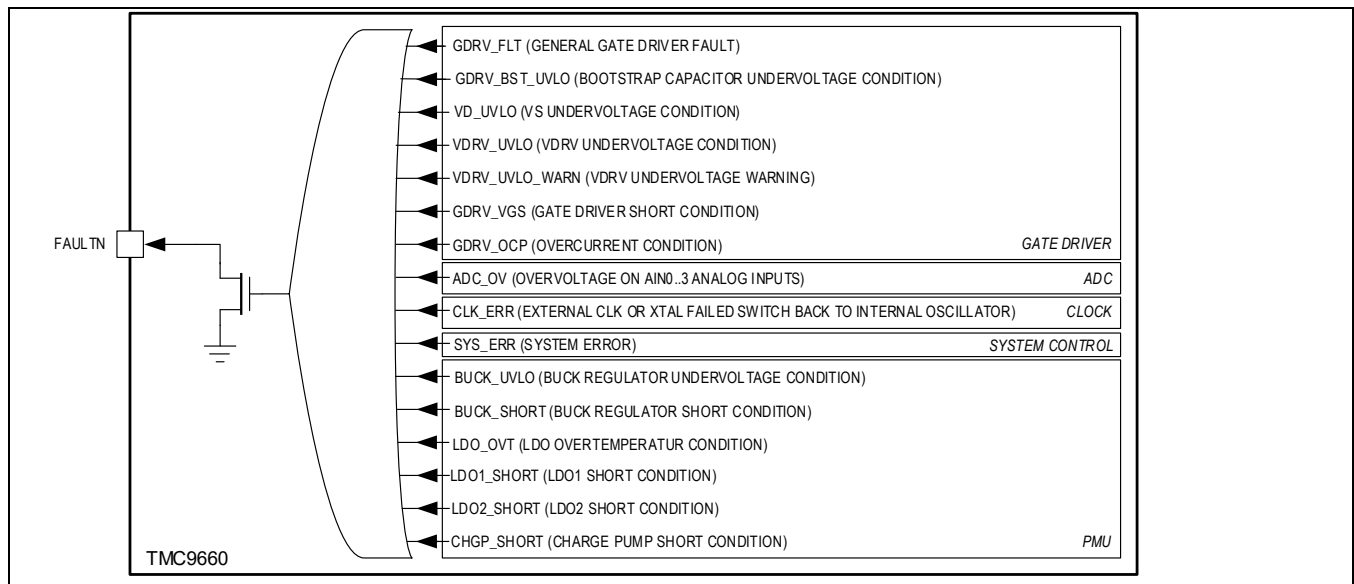 GDRV_FLT (GENERAL GATE DRIVER FAULT)
GDRV_BST_UVLO (BOOTSTRAP CAPACITOR UNDERVOLTAGE CONDITION)
VD_UVLO (VS UNDERVOLTAGE CONDITION)
VDRV_UVLO (VDRV UNDERVOLTAGE CONDITION)
VDRV_UVLO_WARN (VDRV UNDERVOLTAGE WARNING)
GDRV_VGS (GATE DRIVER SHORT CONDITION)
FAULTN
GDRV_OCP (OVERCURRENT CONDITION) GATE DRIVER
ADC_OV (OVERVOLTAGE ON AIN0..3 ANALOG INPUTS) ADC
CLK_ERR (EXTERNAL CLK OR XTAL FAILED SWITCH BACK TO INTERNAL OSCILLATOR) CLOCK
SYS_ERR (SYSTEM ERROR) SYSTEM CONTROL
BUCK_UVLO (BUCK REGULATOR UNDERVOLTAGE CONDITION)
BUCK_SHORT (BUCK REGULATOR SHORT CONDITION)
LDO_OVT (LDO OVERTEMPERATUR CONDITION)
LDO1_SHORT (LDO1 SHORT CONDITION)
LDO2_SHORT (LDO2 SHORT CONDITION)
CHGP_SHORT (CHARGE PUMP SHORT CONDITION) PMU
TMC9660